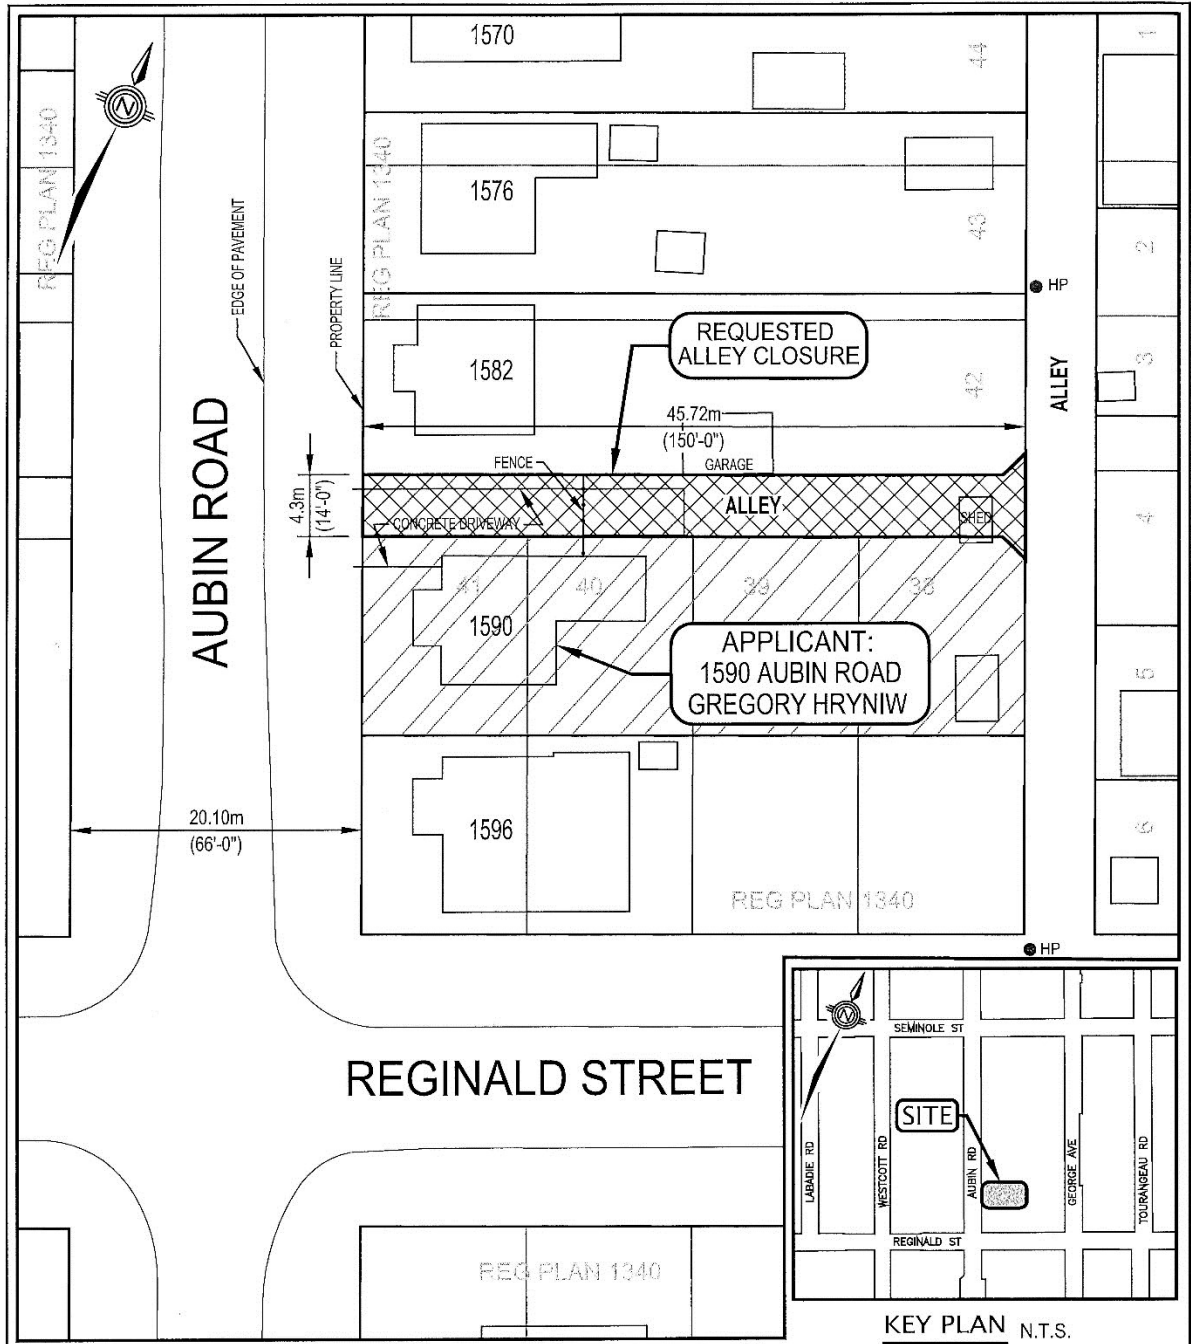 1570
44
1
N
REG PLAN 1340
REG PLAN 1340
1576
43
2
EDGE OF PAVEMENT
PROPERTY LINE
HP
REQUESTED
ALLEY CLOSURE
1582
42
ALLEY
3
45.72m
(150'-0")
AUBIN ROAD
FENCE
GARAGE
4.3m
(14'-0")
ALLEY
CONCRETE DRIVEWAY
SHED
4
41
40
39
38
1590
APPLICANT:
1590 AUBIN ROAD
GREGORY HRYNIW
5
20.10m
(66'-0")
1596
6
REG PLAN 1340
HP
REGINALD STREET
N
SEMINOLE ST
SITE
LABADIE RD
WESTCOTT RD
AUBIN RD
GEORGE AVE
TOURANGEAU RD
REGINALD ST
REG PLAN 1340
KEY PLAN N.T.S.